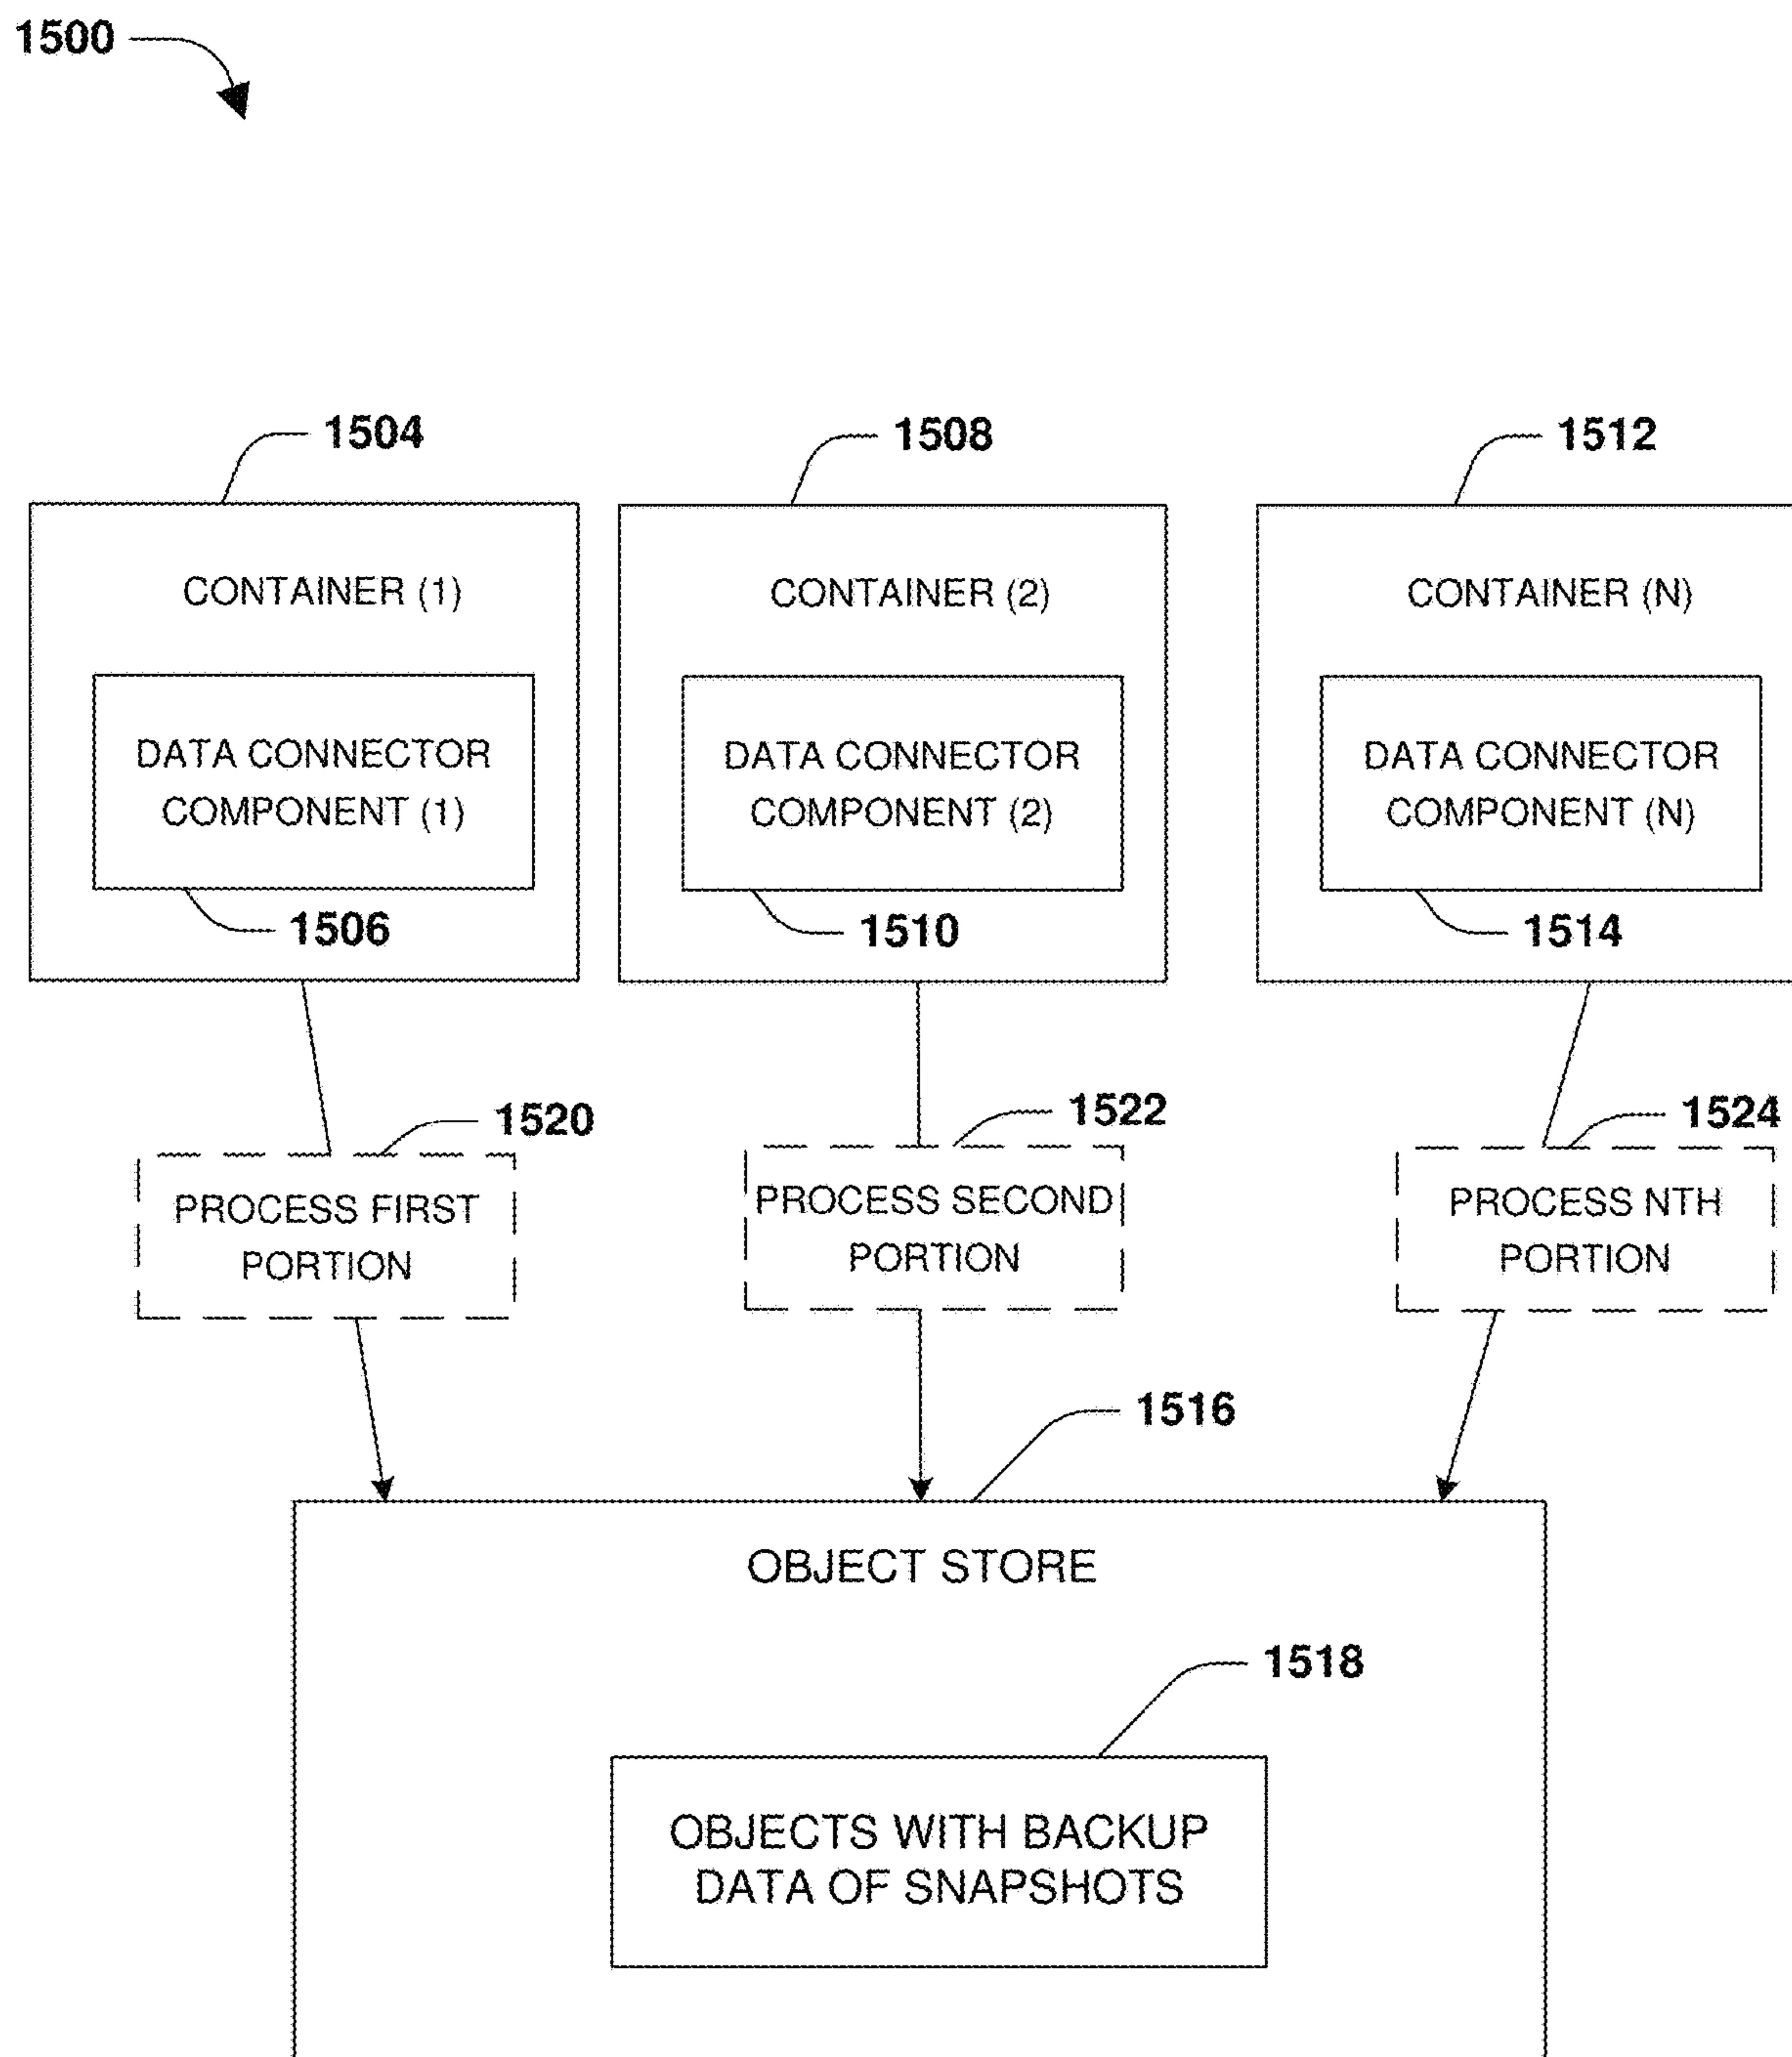 1500
1504
1508
1512
CONTAINER (1)
CONTAINER (2)
CONTAINER (N)
DATA CONNECTOR
COMPONENT (1)
DATA CONNECTOR
COMPONENT (2)
DATA CONNECTOR
COMPONENT (N)
1506
1510
1514
1520
1522
1524
PROCESS FIRST
PORTION
PROCESS SECOND
PORTION
PROCESS NTH
PORTION
1516
OBJECT STORE
1518
OBJECTS WITH BACKUP
DATA OF SNAPSHOTS